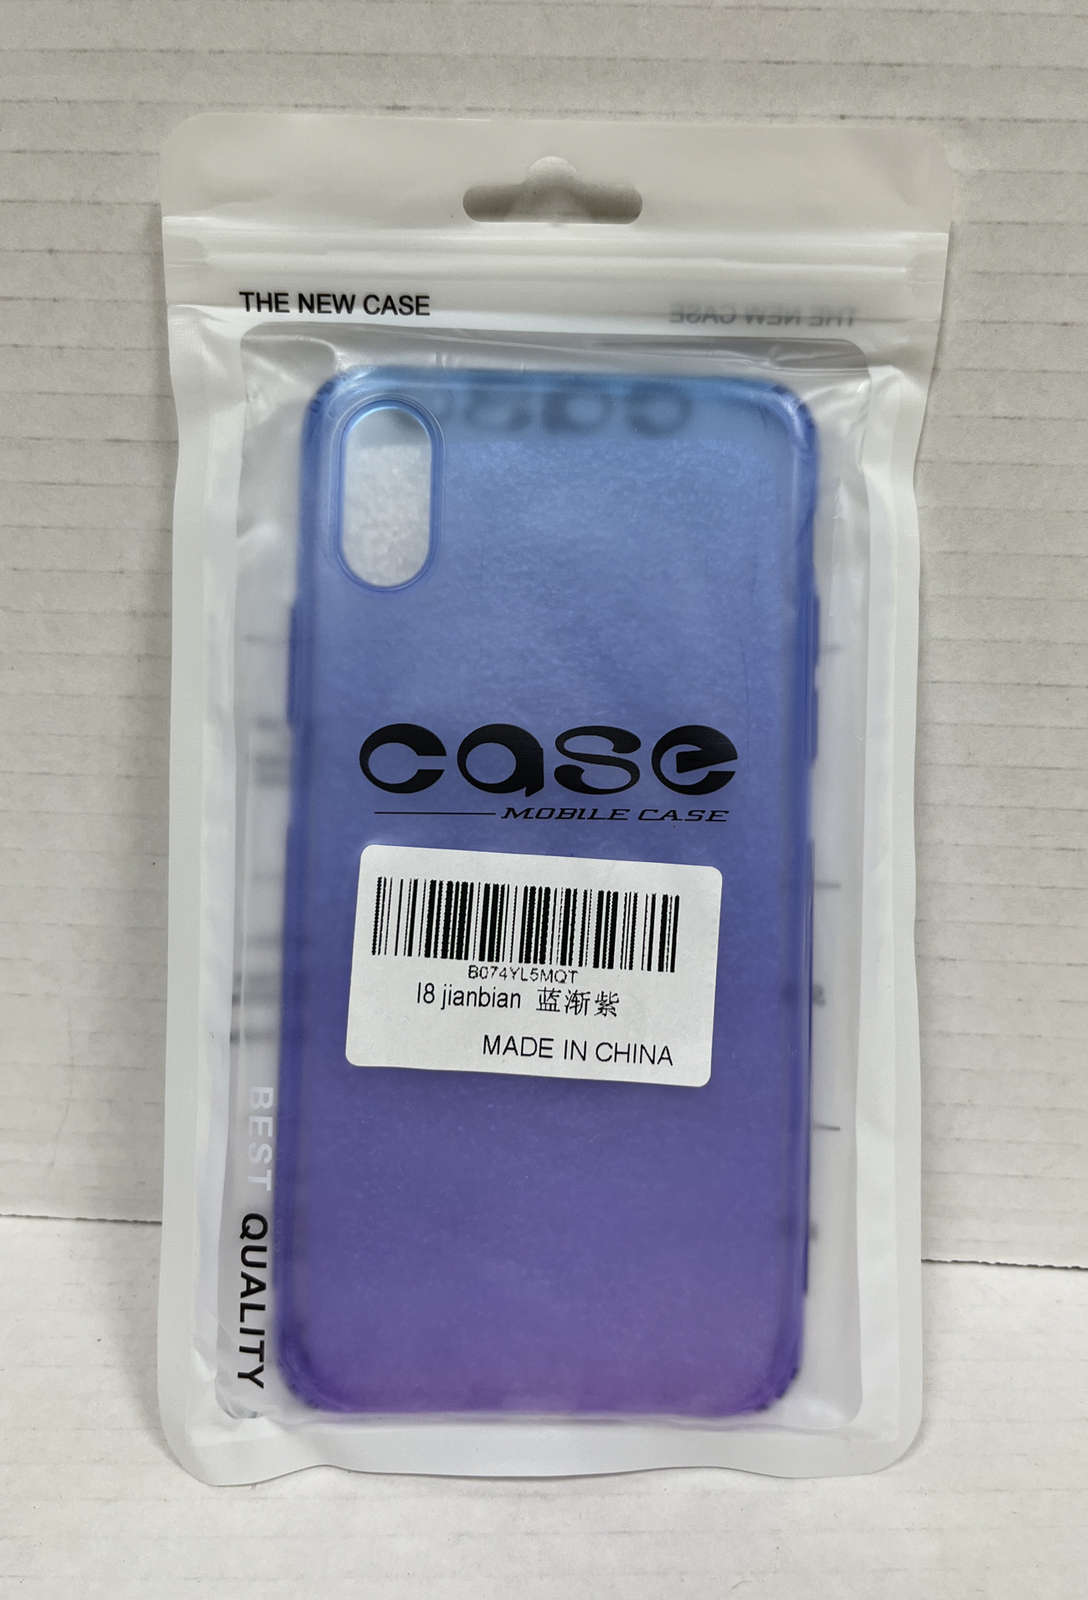 THE NEW CASE
THE NEW CASE
case
case
MOBILE CASE
B074YL5MQT
I8 jianbian 蓝渐紫
MADE IN CHINA
BEST QUALITY